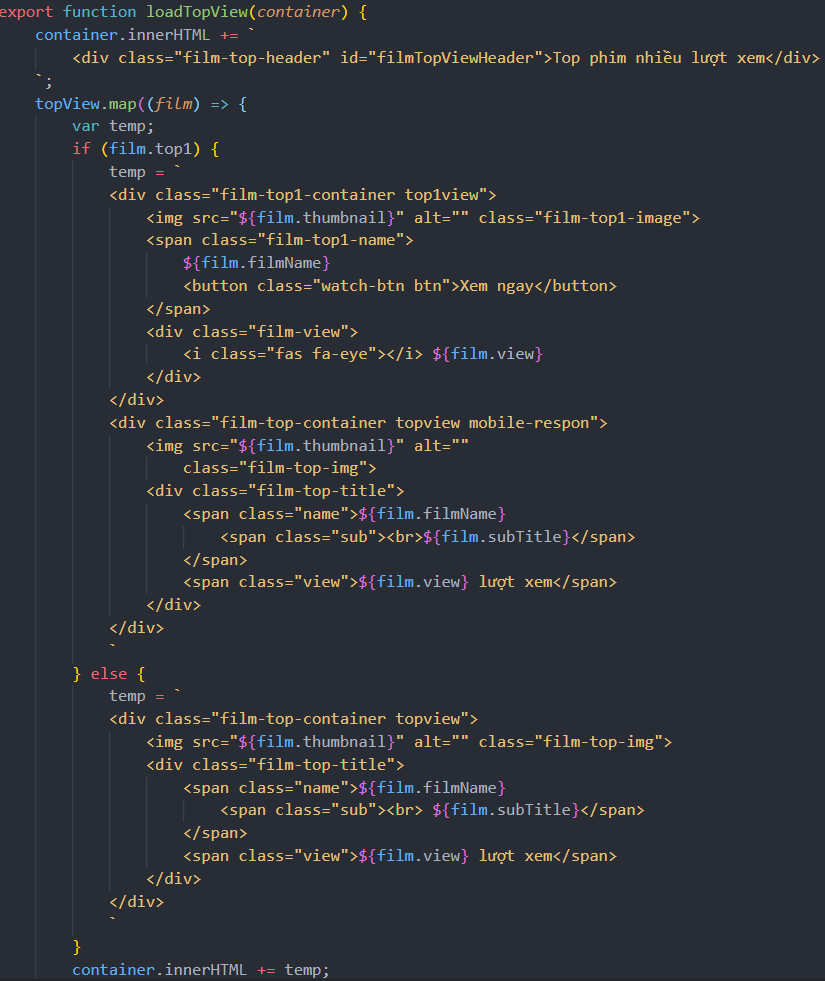 export function loadTopView(container) {
    container.innerHTML += `
        <div class="film-top-header" id="filmTopViewHeader">Top phim nhiều lượt xem</div>
    `;
    topView.map((film) => {
        var temp;
        if (film.top1) {
            temp = `
            <div class="film-top1-container top1view">
                <img src="${film.thumbnail}" alt="" class="film-top1-image">
                <span class="film-top1-name">
                    ${film.filmName}
                    <button class="watch-btn btn">Xem ngay</button>
                </span>
                <div class="film-view">
                    <i class="fas fa-eye"></i> ${film.view}
                </div>
            </div>
            <div class="film-top-container topview mobile-respon">
                <img src="${film.thumbnail}" alt=""
                    class="film-top-img">
                <div class="film-top-title">
                    <span class="name">${film.filmName}
                        <span class="sub"><br>${film.subTitle}</span>
                    </span>
                    <span class="view">${film.view} lượt xem</span>
                </div>
            </div>
            `
        } else {
            temp = `
            <div class="film-top-container topview">
                <img src="${film.thumbnail}" alt="" class="film-top-img">
                <div class="film-top-title">
                    <span class="name">${film.filmName}
                        <span class="sub"><br> ${film.subTitle}</span>
                    </span>
                    <span class="view">${film.view} lượt xem</span>
                </div>
            </div>
            `
        }
        container.innerHTML += temp;